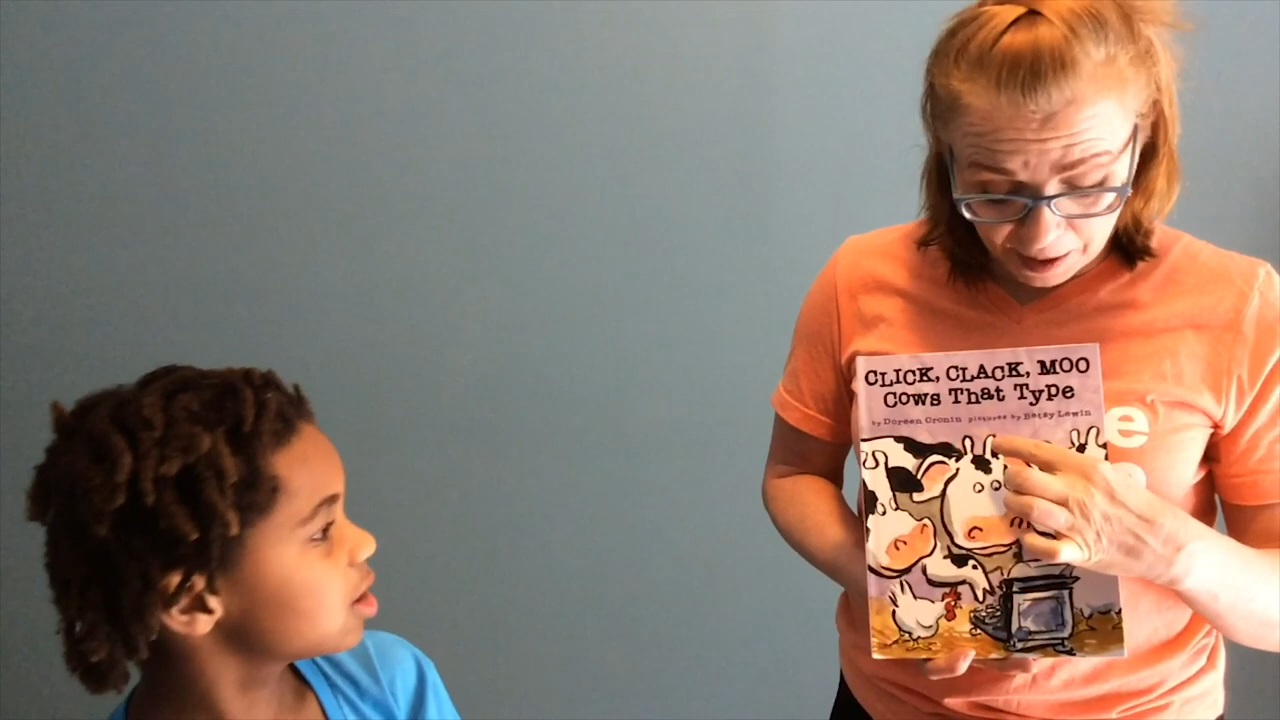 CLICK, CLACK, MOO
Cows That Type
by Doreen Cronin pictures by Betsy Lewin
e